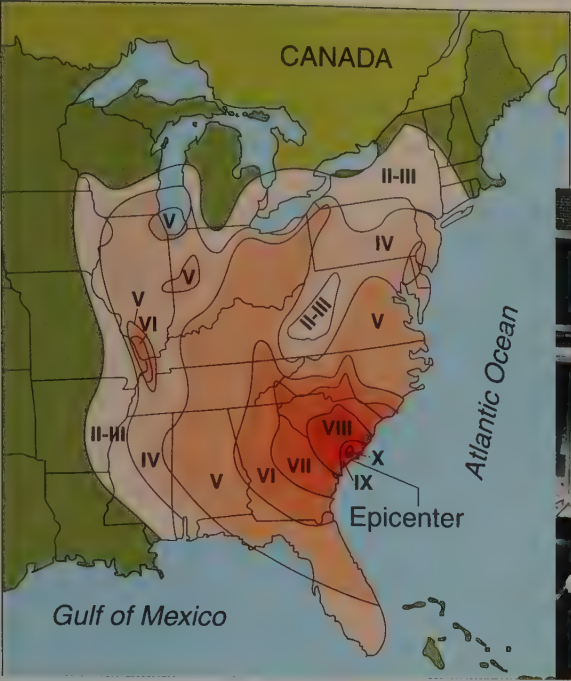 CANADA
II-III
IV
V
V
V
VI
II-III
V
Atlantic Ocean
II-III
IV
V
VI
VII
VIII
X
IX
Epicenter
Gulf of Mexico